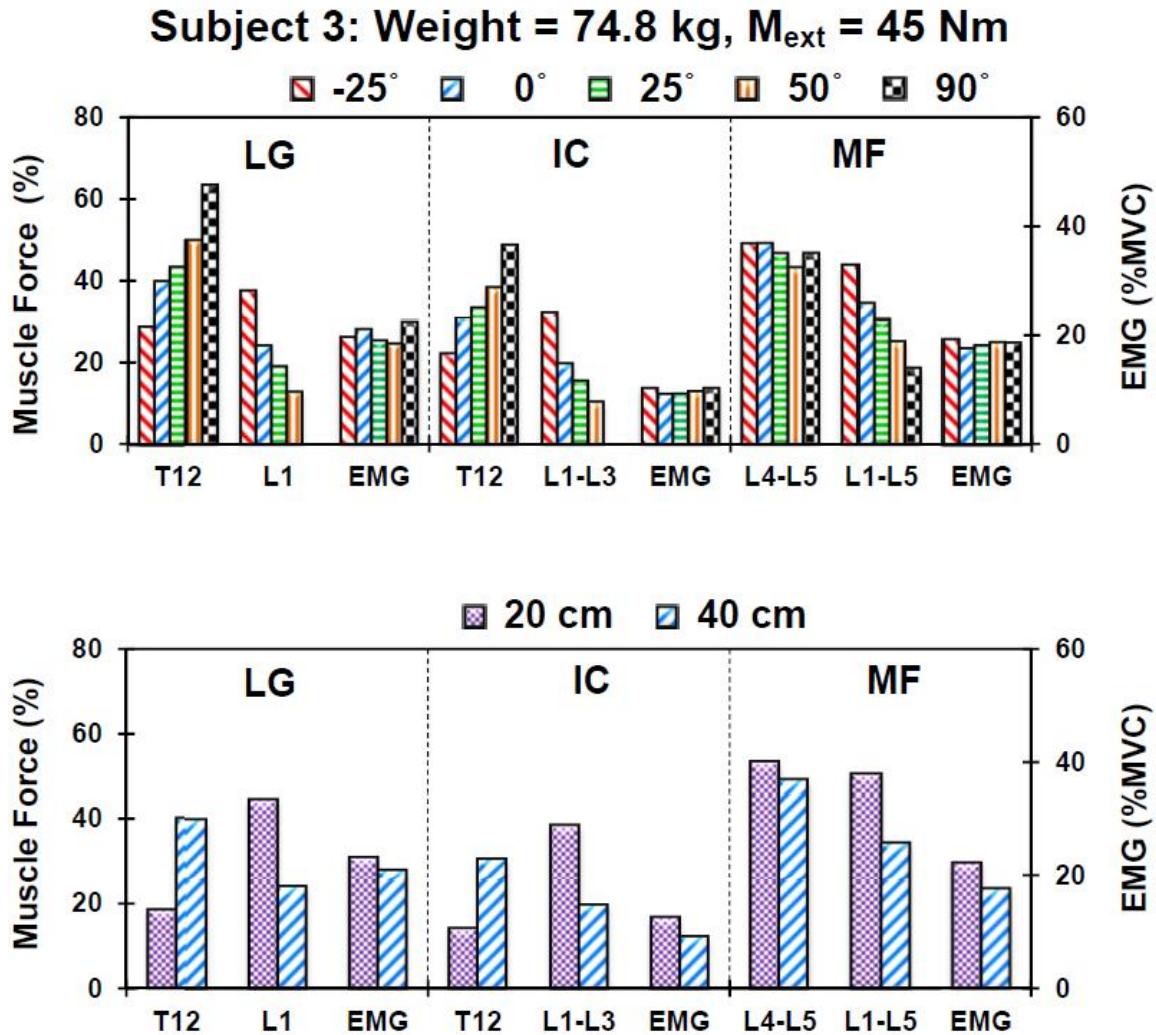 Subject 3: Weight = 74.8 kg, Mext = 45 Nm
-25° 0° 25° 50° 90°
80 60
LG IC MF
60
40
40
20
20
0 0
Muscle Force (%)
EMG (%MVC)
T12 L1 EMG T12 L1-L3 EMG L4-L5 L1-L5 EMG
20 cm 40 cm
80 60
LG IC MF
60
40
40
20
20
0 0
Muscle Force (%)
EMG (%MVC)
T12 L1 EMG T12 L1-L3 EMG L4-L5 L1-L5 EMG